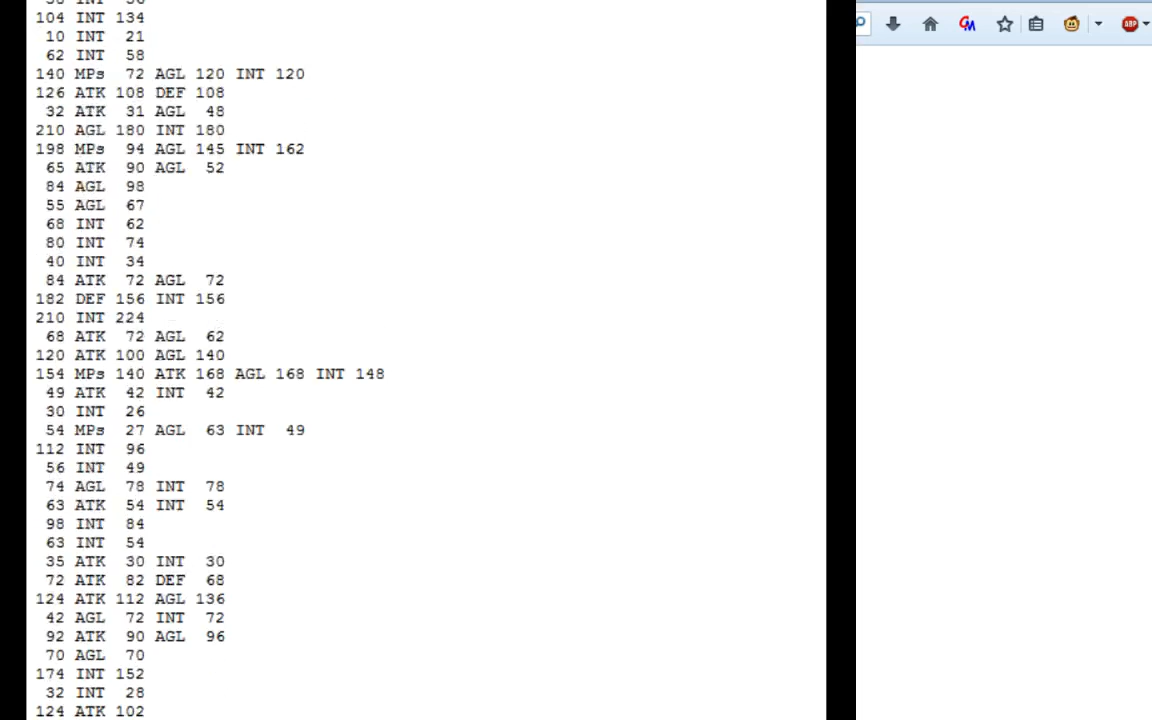 104 INT 134
10 INT 21
62 INT 58
140 MPs 72 AGL 120 INT 120
126 ATK 108 DEF 108
32 ATK 31 AGL 48
210 AGL 180 INT 180
198 MPs 94 AGL 145 INT 162
65 ATK 90 AGL 52
84 AGL 98
55 AGL 67
68 INT 62
80 INT 74
40 INT 34
84 ATK 72 AGL 72
182 DEF 156 INT 156
210 INT 224
68 ATK 72 AGL 62
120 ATK 100 AGL 140
154 MPs 140 ATK 168 AGL 168 INT 148
49 ATK 42 INT 42
30 INT 26
54 MPs 27 AGL 63 INT 49
112 INT 96
56 INT 49
74 AGL 78 INT 78
63 ATK 54 INT 54
98 INT 84
63 INT 54
35 ATK 30 INT 30
72 ATK 82 DEF 68
124 ATK 112 AGL 136
42 AGL 72 INT 72
92 ATK 90 AGL 96
70 AGL 70
174 INT 152
32 INT 28
124 ATK 102
GM
ABP